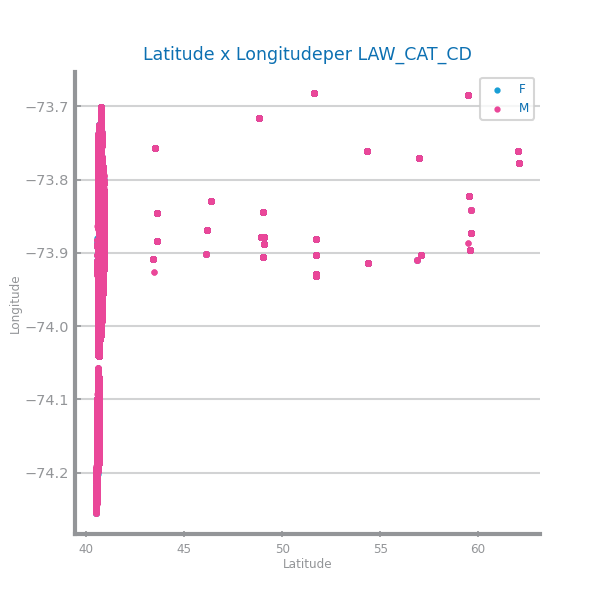 Latitude x Longitudeper LAW_CAT_CD
F
M
−73.7
−73.8
−73.9
−74.0
−74.1
−74.2
Longitude
40 45 50 55 60
Latitude